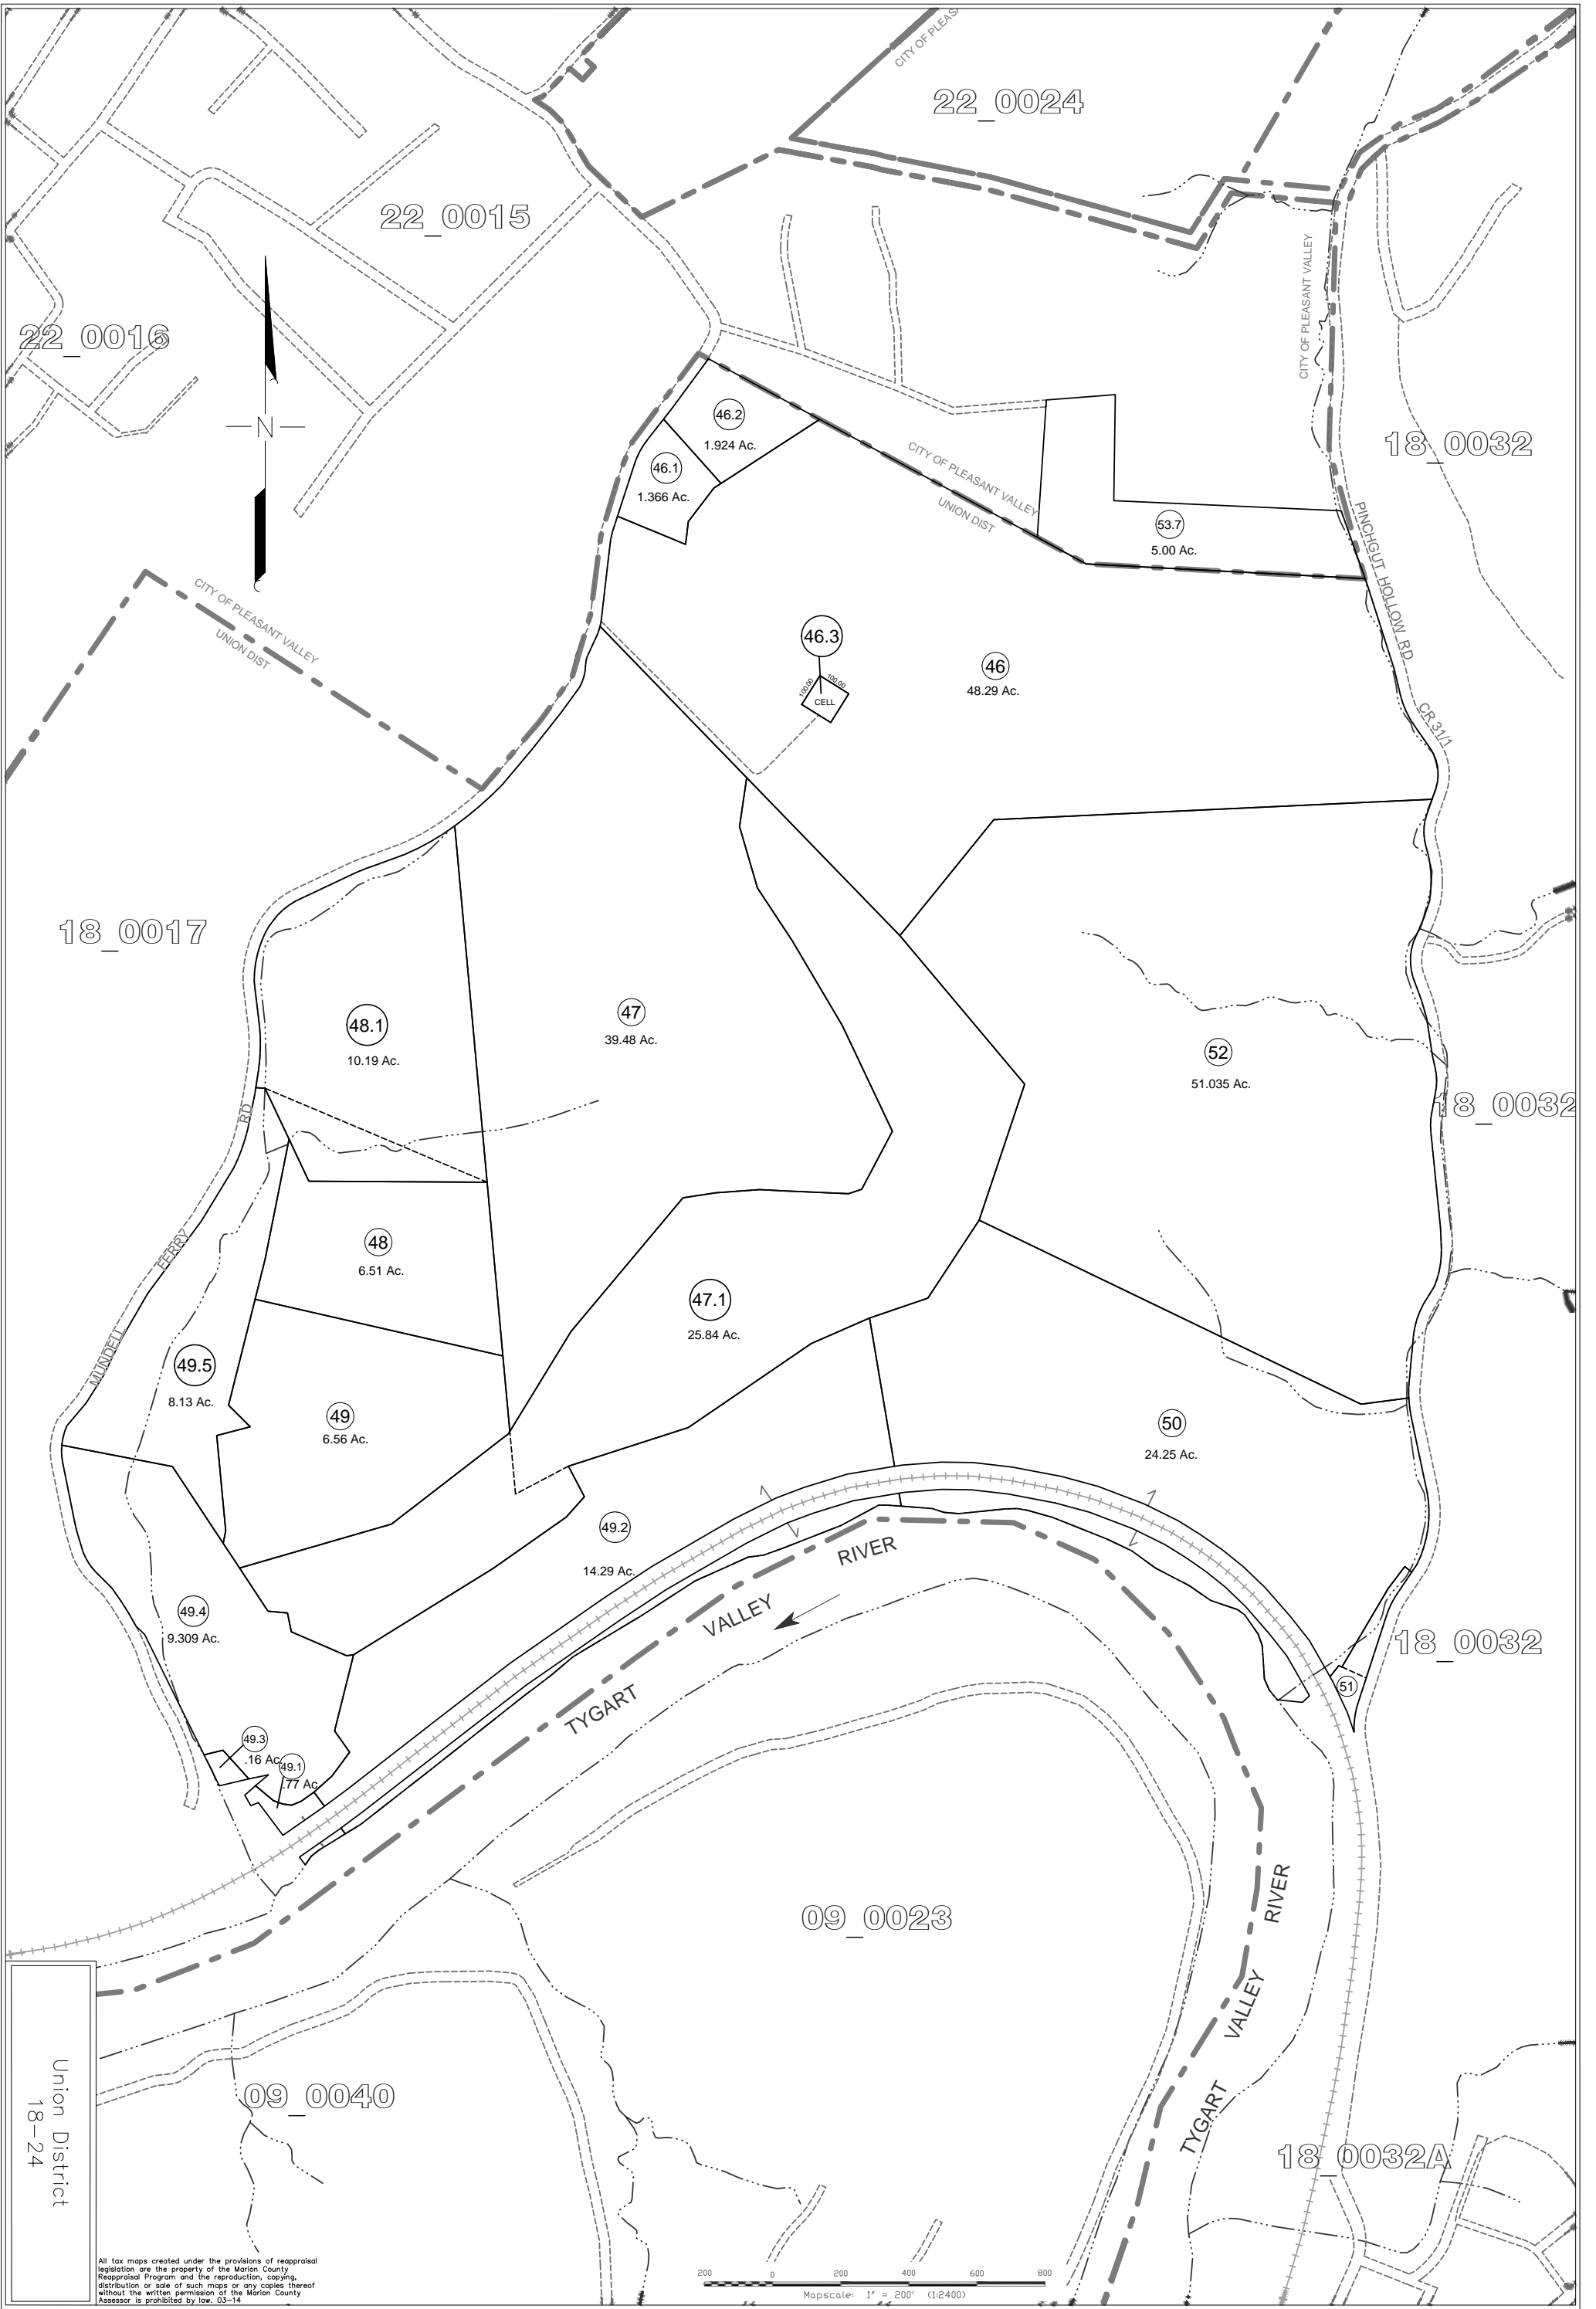 CITY OF PLEAS
22_0024
22_0015
CITY OF PLEASANT VALLEY
22_0016
N
46.2
1.924 Ac.
46.1
1.366 Ac.
CITY OF PLEASANT VALLEY
UNION DIST
18_0032
53.7
5.00 Ac.
PINCHGUT HOLLOW RD
CR 31/1
CITY OF PLEASANT VALLEY
UNION DIST
46.3
100.00
100.00
CELL
46
48.29 Ac.
18_0017
48.1
10.19 Ac.
47
39.48 Ac.
52
51.035 Ac.
18_0032
MUNDELL FERRY RD
48
6.51 Ac.
47.1
25.84 Ac.
49.5
8.13 Ac.
49
6.56 Ac.
50
24.25 Ac.
49.2
14.29 Ac.
49.4
9.309 Ac.
TYGART VALLEY RIVER
18_0032
51
49.3
.16 Ac.
49.1
.77 Ac.
09_0023
TYGART VALLEY RIVER
09_0040
18_0032A
Union District
18-24
All tax maps created under the provisions of reappraisal
legislation are the property of the Marion County
Reappraisal Program and the reproduction, copying,
distribution or sale of such maps or any copies thereof
without the written permission of the Marion County
Assessor is prohibited by law. 03-14
200 0 200 400 600 800
Mapscale: 1" = 200' (1:2400)